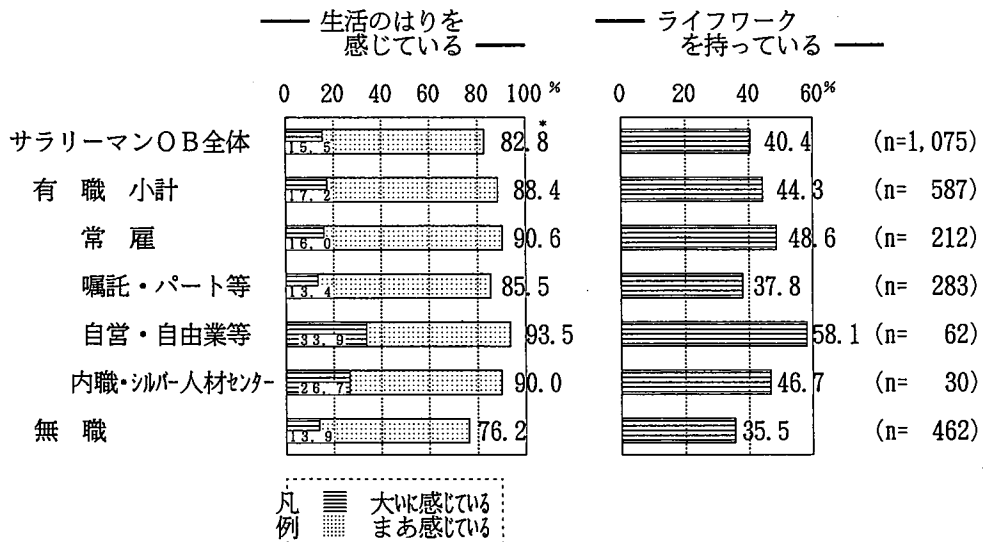 生活のはりを
感じている
ライフワーク
を持っている
0 20 40 60 80 100 %
0 20 40 60%
サラリーマンOB全体 15.5 82.8* 40.4 (n=1,075)
有職 小計 17.2 88.4 44.3 (n= 587)
常雇 16.0 90.6 48.6 (n= 212)
嘱託・パート等 13.4 85.5 37.8 (n= 283)
自営・自由業等 33.9 93.5 58.1 (n= 62)
内職・シルバー人材センター 26.7 90.0 46.7 (n= 30)
無職 13.9 76.2 35.5 (n= 462)
凡例 大いに感じている
まあ感じている